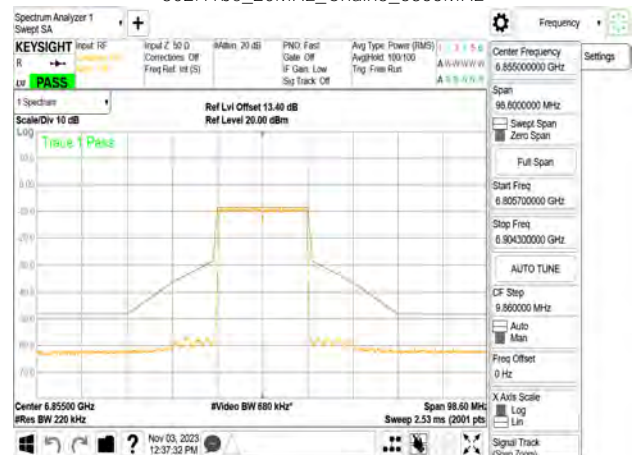 Spectrum Analyzer 1
Swept SA
+
Frequency
KEYSIGHT Input: RF
Input Z: 50 Ω
#Atten: 20 dB
PNO: Fast
Avg Type: Power (RMS)
R
Corrections: Off
Gate: Off
Avg|Hold: 100/100
Freq Ref: Int (S)
IF Gain: Low
Trig: Free Run
Sig Track: Off
LV PASS
Center Frequency
6.855000000 GHz
Settings
Span
98.6000000 MHz
Swept Span
Zero Span
Full Span
Start Freq
6.805700000 GHz
Stop Freq
6.904300000 GHz
AUTO TUNE
CF Step
9.860000 MHz
Auto
Man
Freq Offset
0 Hz
X Axis Scale
Log
Lin
Signal Track
(Span Zoom)
1 Spectrum
Scale/Div 10 dB
Ref Lvl Offset 13.40 dB
Ref Level 20.00 dBm
Log
Trace 1 Pass
10.0
0.00
Center 6.85500 GHz
#Video BW 680 kHz*
Span 98.60 MHz
#Res BW 220 kHz
Sweep 2.53 ms (2001 pts
?
Nov 03, 2023
12:37:32 PM